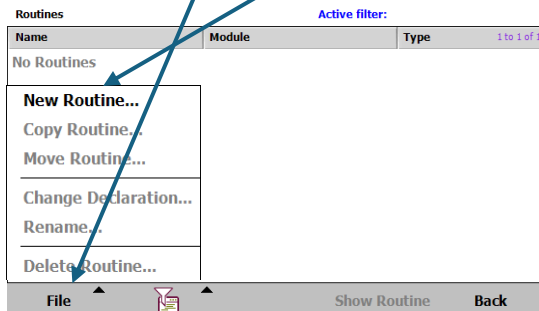 Routines Active filter:
Name Module Type 1 to 1 of 1
No Routines
New Routine...
Copy Routine...
Move Routine...
Change Declaration...
Rename...
Delete Routine...
File Show Routine Back